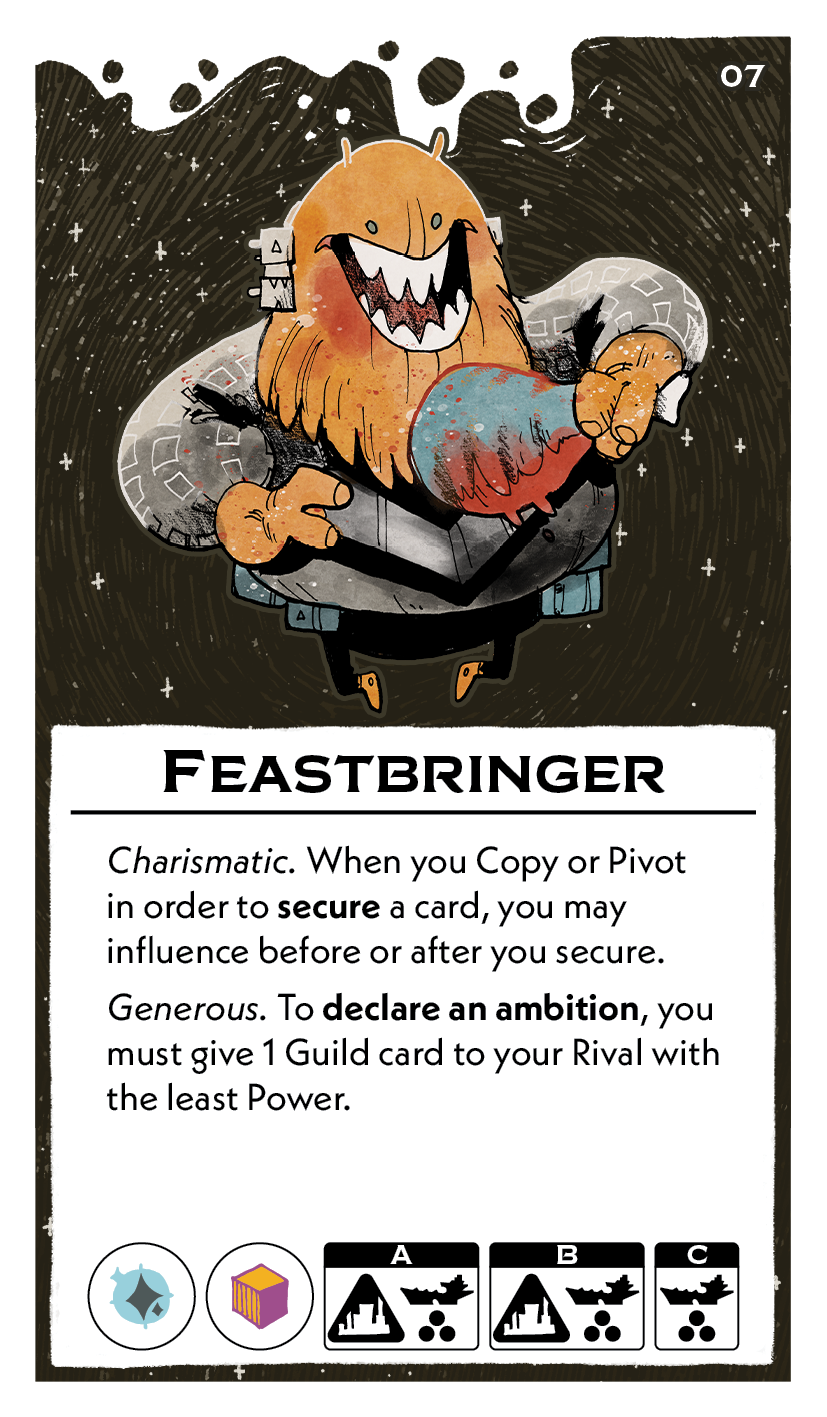 07
FEASTBRINGER
Charismatic. When you Copy or Pivot
in order to secure a card, you may
influence before or after you secure.
Generous. To declare an ambition, you
must give 1 Guild card to your Rival with
the least Power.
A B C